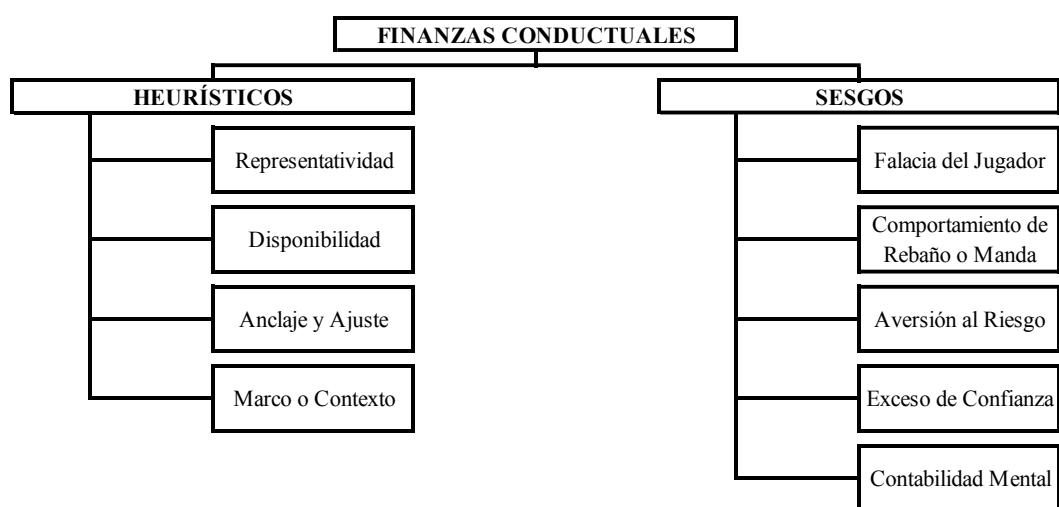 FINANZAS CONDUCTUALES
HEURÍSTICOS
Representatividad
Disponibilidad
Anclaje y Ajuste
Marco o Contexto
SESGOS
Falacia del Jugador
Comportamiento de
Rebaño o Manda
Aversión al Riesgo
Exceso de Confianza
Contabilidad Mental